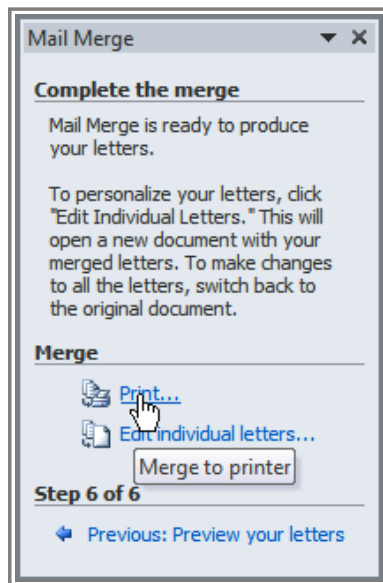 Mail Merge
Complete the merge
Mail Merge is ready to produce
your letters.
To personalize your letters, click
"Edit Individual Letters." This will
open a new document with your
merged letters. To make changes
to all the letters, switch back to
the original document.
Merge
Print...
Edit individual letters...
Merge to printer
Step 6 of 6
Previous: Preview your letters